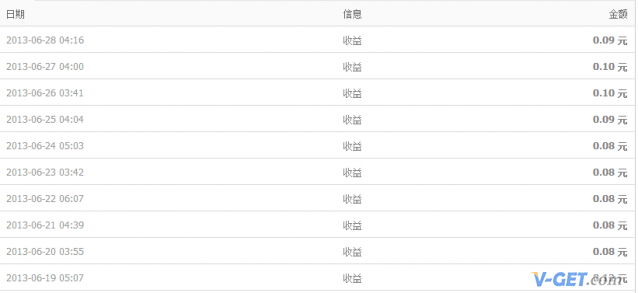 日期 信息 金額
2013-06-28 04:16 收益 0.09 元
2013-06-27 04:00 收益 0.10 元
2013-06-26 03:41 收益 0.10 元
2013-06-25 04:04 收益 0.09 元
2013-06-24 05:03 收益 0.08 元
2013-06-23 03:42 收益 0.08 元
2013-06-22 06:07 收益 0.08 元
2013-06-21 04:39 收益 0.08 元
2013-06-20 03:55 收益 0.08 元
2013-06-19 05:07 收益 0.12 元
V-GET.com